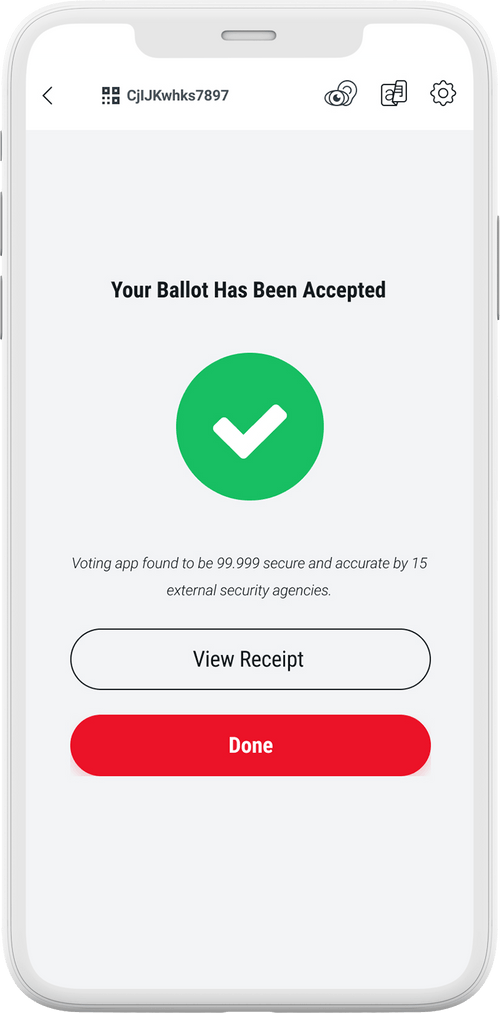 CjIJKwhks7897
Your Ballot Has Been Accepted
Voting app found to be 99.999 secure and accurate by 15
external security agencies.
View Receipt
Done